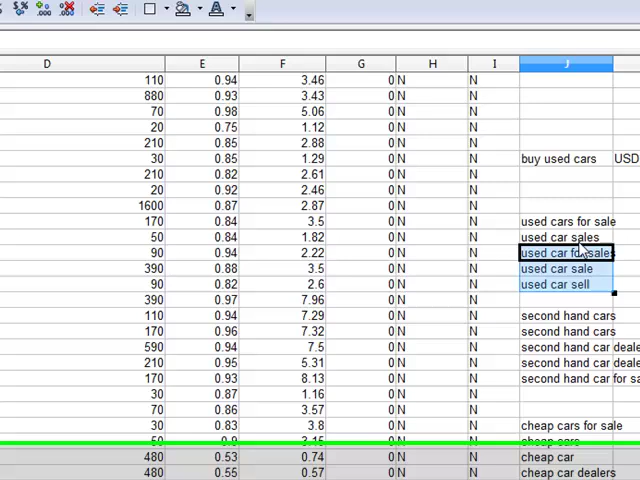 D E F G H I J
110 0.94 3.46 0 N N
880 0.93 3.43 0 N N
70 0.98 5.06 0 N N
20 0.75 1.12 0 N N
210 0.85 2.88 0 N N
30 0.85 1.29 0 N N buy used cars USD
210 0.82 2.61 0 N N
20 0.92 2.46 0 N N
1600 0.87 2.87 0 N N
170 0.84 3.5 0 N N used cars for sale
50 0.84 1.82 0 N N used car sales
90 0.94 2.22 0 N N used car for sales
390 0.88 3.5 0 N N used car sale
90 0.82 2.6 0 N N used car sell
390 0.97 7.96 0 N N
110 0.94 7.29 0 N N second hand cars
170 0.96 7.32 0 N N second hand cars
590 0.94 7.5 0 N N second hand car deale
210 0.95 5.31 0 N N second hand car dealer
170 0.93 8.13 0 N N second hand car for sa
30 0.87 1.16 0 N N
70 0.86 3.57 0 N N
30 0.83 3.8 0 N N cheap cars for sale
50 0.9 3.15 0 N N cheap cars
480 0.53 0.74 0 N N cheap car
480 0.55 0.57 0 N N cheap car dealers